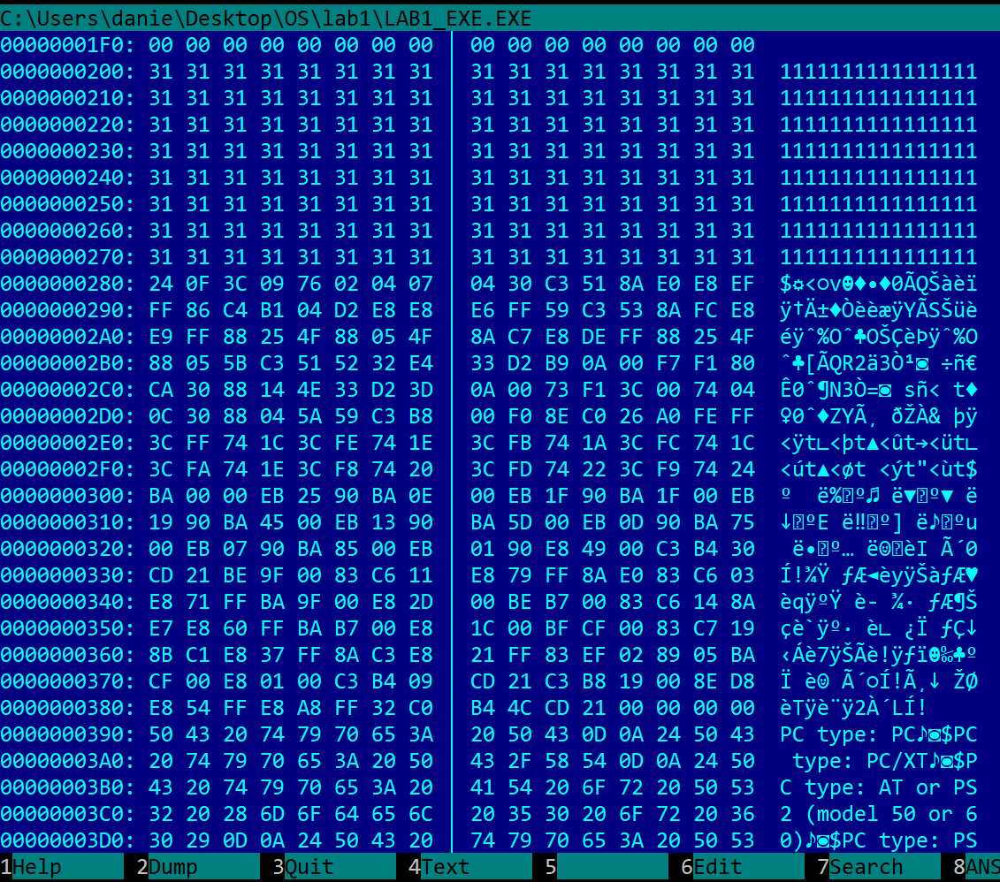 C:\Users\danie\Desktop\OS\lab1\LAB1_EXE.EXE
00000001F0: 00 00 00 00 00 00 00 00 │ 00 00 00 00 00 00 00 00
0000000200: 31 31 31 31 31 31 31 31 │ 31 31 31 31 31 31 31 31 1111111111111111
0000000210: 31 31 31 31 31 31 31 31 │ 31 31 31 31 31 31 31 31 1111111111111111
0000000220: 31 31 31 31 31 31 31 31 │ 31 31 31 31 31 31 31 31 1111111111111111
0000000230: 31 31 31 31 31 31 31 31 │ 31 31 31 31 31 31 31 31 1111111111111111
0000000240: 31 31 31 31 31 31 31 31 │ 31 31 31 31 31 31 31 31 1111111111111111
0000000250: 31 31 31 31 31 31 31 31 │ 31 31 31 31 31 31 31 31 1111111111111111
0000000260: 31 31 31 31 31 31 31 31 │ 31 31 31 31 31 31 31 31 1111111111111111
0000000270: 31 31 31 31 31 31 31 31 │ 31 31 31 31 31 31 31 31 1111111111111111
0000000280: 24 0F 3C 09 76 02 04 07 │ 04 30 C3 51 8A E0 E8 EF $☼<○v☻♦•♦0ÃQŠàèï
0000000290: FF 86 C4 B1 04 D2 E8 E8 │ E6 FF 59 C3 53 8A FC E8 ÿ†Ä±♦ÒèèæÿYÃSŠüè
00000002A0: E9 FF 88 25 4F 88 05 4F │ 8A C7 E8 DE FF 88 25 4F éÿˆ%Oˆ♣OŠÇèÞÿˆ%O
00000002B0: 88 05 5B C3 51 52 32 E4 │ 33 D2 B9 0A 00 F7 F1 80 ˆ♣[ÃQR2ä3Ò¹◙ ÷ñ€
00000002C0: CA 30 88 14 4E 33 D2 3D │ 0A 00 73 F1 3C 00 74 04 Ê0ˆ¶N3Ò=◙ sñ< t♦
00000002D0: 0C 30 88 04 5A 59 C3 B8 │ 00 F0 8E C0 26 A0 FE FF ♀0ˆ♦ZYÃ¸ ðŽÀ& þÿ
00000002E0: 3C FF 74 1C 3C FE 74 1E │ 3C FB 74 1A 3C FC 74 1C <ÿt∟<þt▲<ût→<üt∟
00000002F0: 3C FA 74 1E 3C F8 74 20 │ 3C FD 74 22 3C F9 74 24 <út▲<øt <ýt"<ùt$
0000000300: BA 00 00 EB 25 90 BA 0E │ 00 EB 1F 90 BA 1F 00 EB º  ë%⍰º♫ ë▼⍰º▼ ë
0000000310: 19 90 BA 45 00 EB 13 90 │ BA 5D 00 EB 0D 90 BA 75 ↓⍰ºE ë‼⍰º] ë♪⍰ºu
0000000320: 00 EB 07 90 BA 85 00 EB │ 01 90 E8 49 00 C3 B4 30  ë•⍰º… ë☺⍰èI Ã´0
0000000330: CD 21 BE 9F 00 83 C6 11 │ E8 79 FF 8A E0 83 C6 03 Í!¾Ÿ ƒÆ◄èyÿŠàƒÆ♥
0000000340: E8 71 FF BA 9F 00 E8 2D │ 00 BE B7 00 83 C6 14 8A èqÿºŸ è- ¾· ƒÆ¶Š
0000000350: E7 E8 60 FF BA B7 00 E8 │ 1C 00 BF CF 00 83 C7 19 çè`ÿº· è∟ ¿Ï ƒÇ↓
0000000360: 8B C1 E8 37 FF 8A C3 E8 │ 21 FF 83 EF 02 89 05 BA ‹Áè7ÿŠÃè!ÿƒï☻‰♣º
0000000370: CF 00 E8 01 00 C3 B4 09 │ CD 21 C3 B8 19 00 8E D8 Ï è☺ Ã´○Í!Ã¸↓ ŽØ
0000000380: E8 54 FF E8 A8 FF 32 C0 │ B4 4C CD 21 00 00 00 00 èTÿè¨ÿ2À´LÍ!
0000000390: 50 43 20 74 79 70 65 3A │ 20 50 43 0D 0A 24 50 43 PC type: PC♪◙$PC
00000003A0: 20 74 79 70 65 3A 20 50 │ 43 2F 58 54 0D 0A 24 50  type: PC/XT♪◙$P
00000003B0: 43 20 74 79 70 65 3A 20 │ 41 54 20 6F 72 20 50 53 C type: AT or PS
00000003C0: 32 20 28 6D 6F 64 65 6C │ 20 35 30 20 6F 72 20 36 2 (model 50 or 6
00000003D0: 30 29 0D 0A 24 50 43 20 │ 74 79 70 65 3A 20 50 53 0)♪◙$PC type: PS
1Help 2Dump 3Quit 4Text 5 6Edit 7Search 8ANS